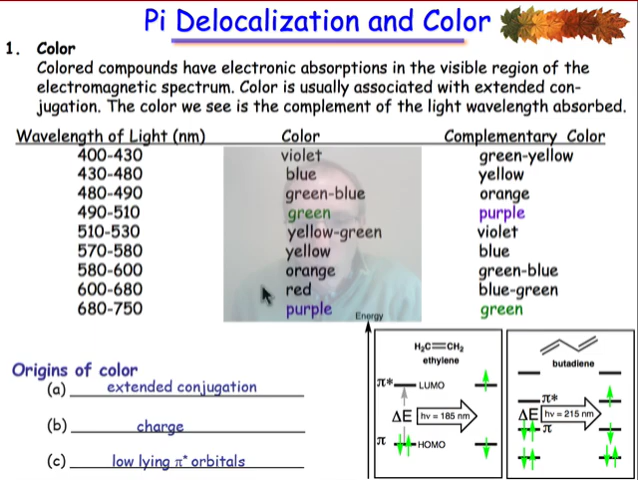 Pi Delocalization and Color
1. Color
Colored compounds have electronic absorptions in the visible region of the
electromagnetic spectrum. Color is usually associated with extended con-
jugation. The color we see is the complement of the light wavelength absorbed.
Wavelength of Light (nm) Color Complementary Color
400-430 violet green-yellow
430-480 blue yellow
480-490 green-blue orange
490-510 green purple
510-530 yellow-green violet
570-580 yellow blue
580-600 orange green-blue
600-680 red blue-green
680-750 purple green
Origins of color
(a) extended conjugation
(b) charge
(c) low lying π* orbitals
Energy
H₂C CH₂
ethylene
π* LUMO
ΔE hν = 185 nm
π HOMO
butadiene
π*
ΔE hν = 215 nm
π